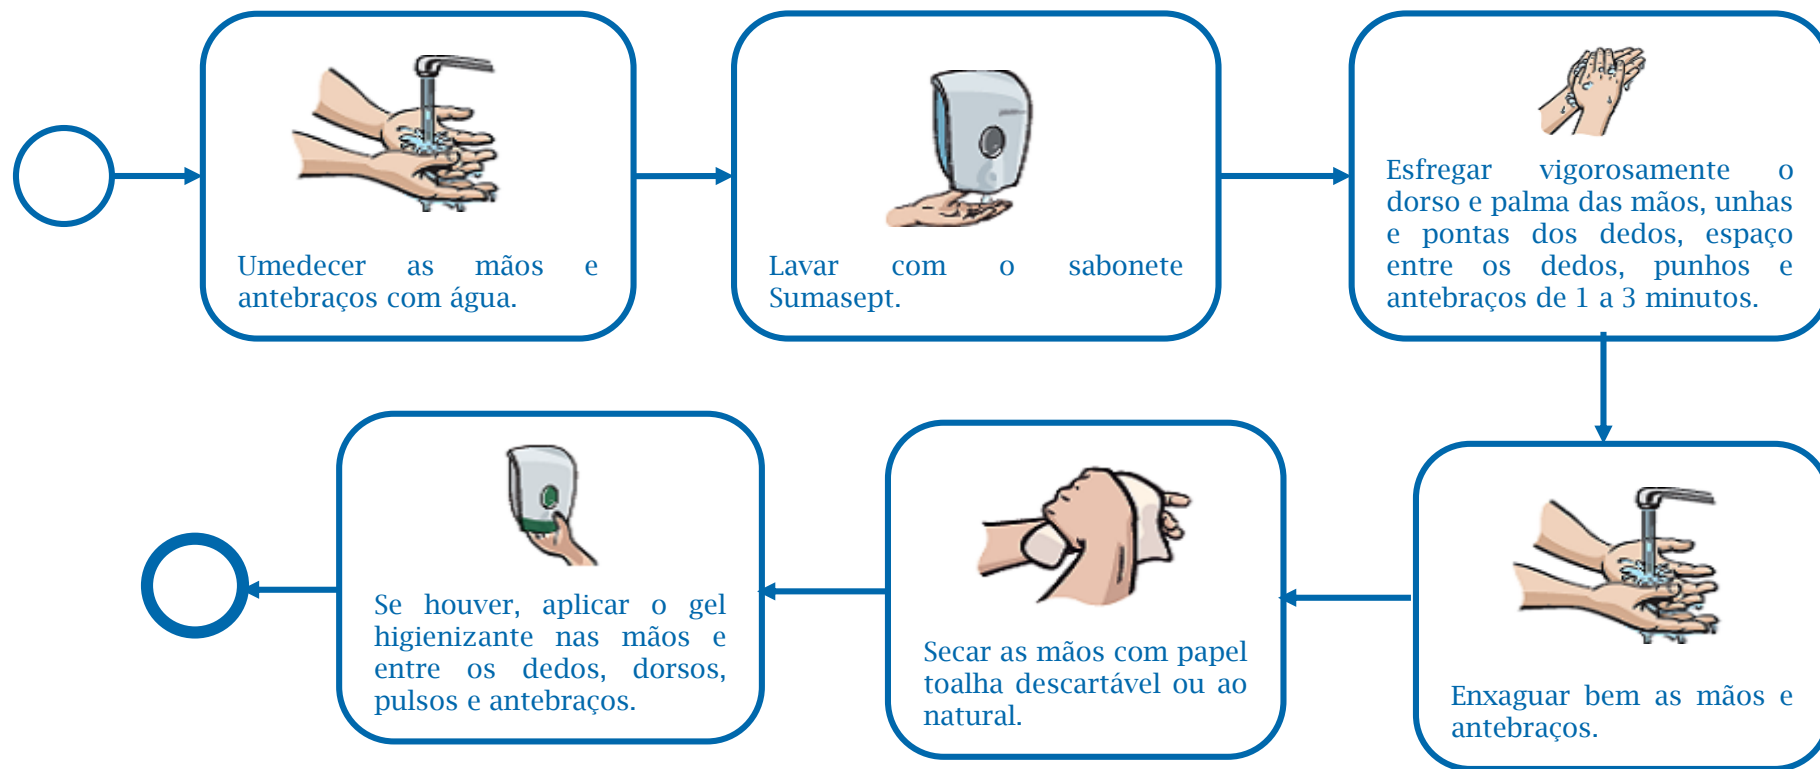 Umedecer as mãos e
antebraços com água.
Lavar com o sabonete
Sumasept.
Esfregar vigorosamente o
dorso e palma das mãos, unhas
e pontas dos dedos, espaço
entre os dedos, punhos e
antebraços de 1 a 3 minutos.
Enxaguar bem as mãos e
antebraços.
Secar as mãos com papel
toalha descartável ou ao
natural.
Se houver, aplicar o gel
higienizante nas mãos e
entre os dedos, dorsos,
pulsos e antebraços.